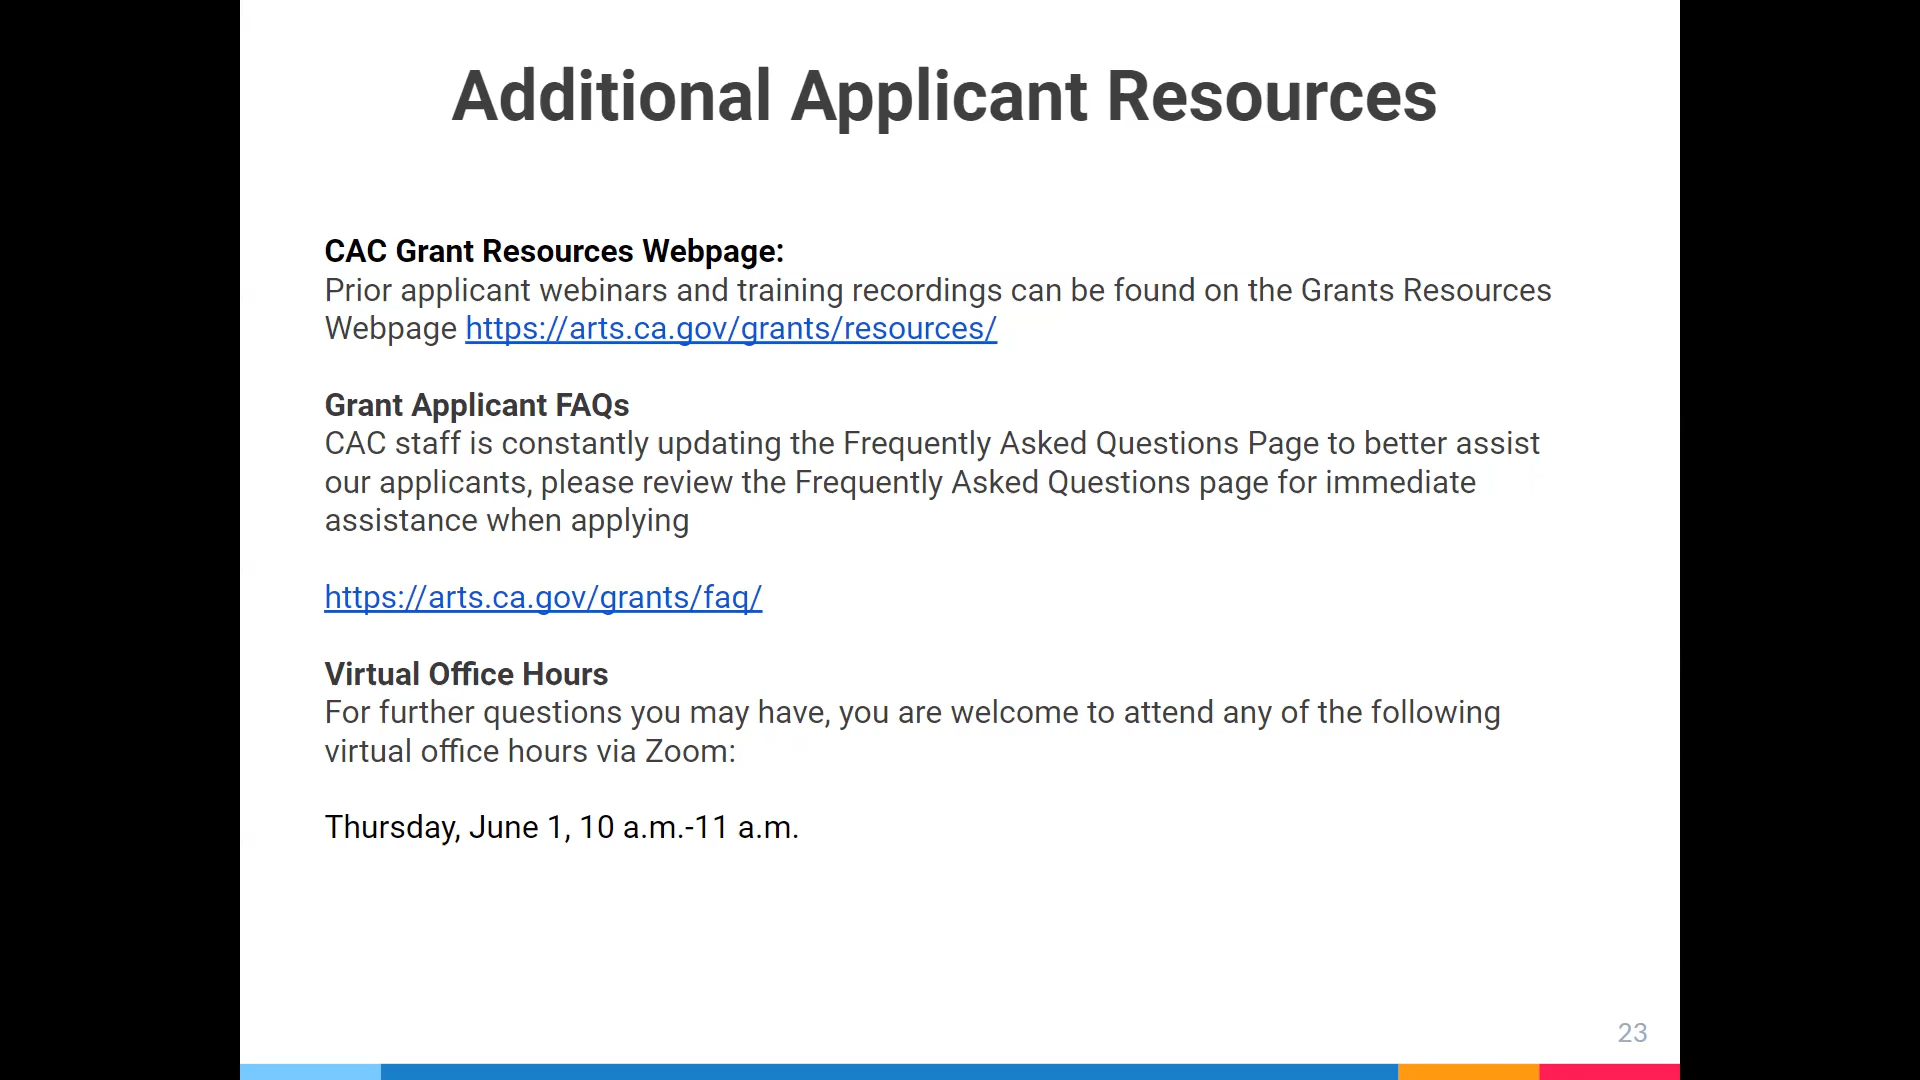 Additional Applicant Resources
CAC Grant Resources Webpage:
Prior applicant webinars and training recordings can be found on the Grants Resources
Webpage https://arts.ca.gov/grants/resources/
Grant Applicant FAQs
CAC staff is constantly updating the Frequently Asked Questions Page to better assist
our applicants, please review the Frequently Asked Questions page for immediate
assistance when applying
https://arts.ca.gov/grants/faq/
Virtual Office Hours
For further questions you may have, you are welcome to attend any of the following
virtual office hours via Zoom:
Thursday, June 1, 10 a.m.-11 a.m.
23